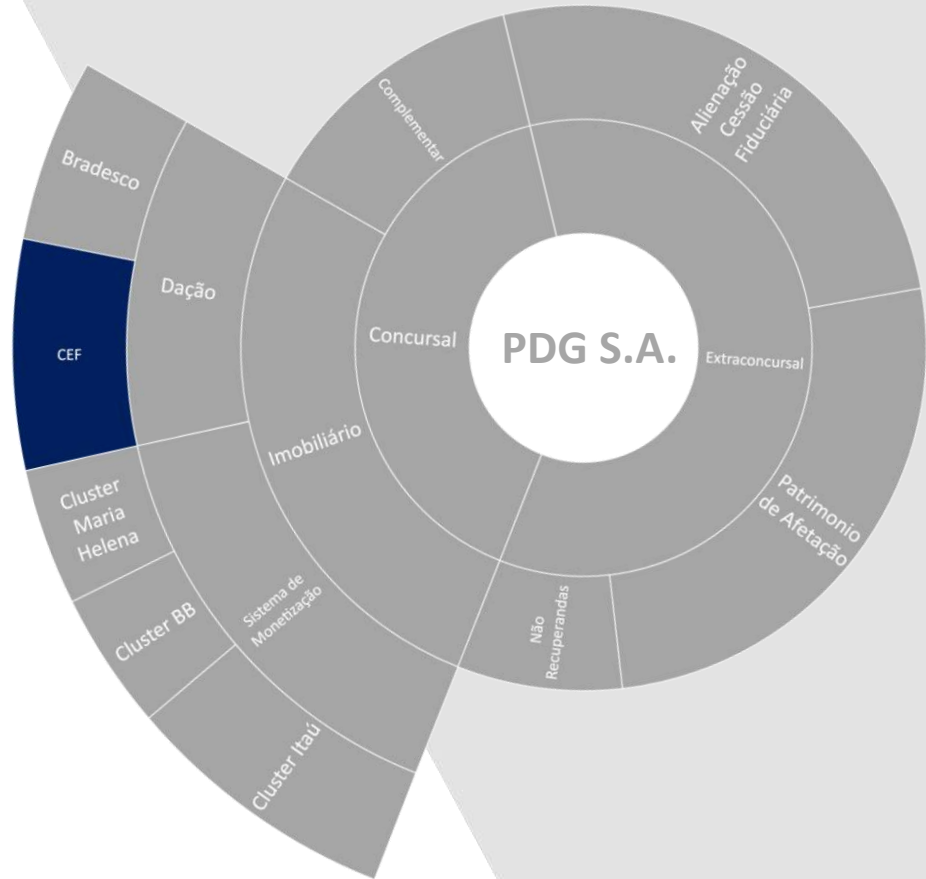 PDG S.A.
Concursal
Extraconcursal
Complementar
Imobiliário
Alienação
Cessão
Fiduciária
Patrimonio
de Afetação
Não
Recuperandas
Dação
Sistema de
Monetização
Bradesco
CEF
Cluster
Maria
Helena
Cluster BB
Cluster Itaú